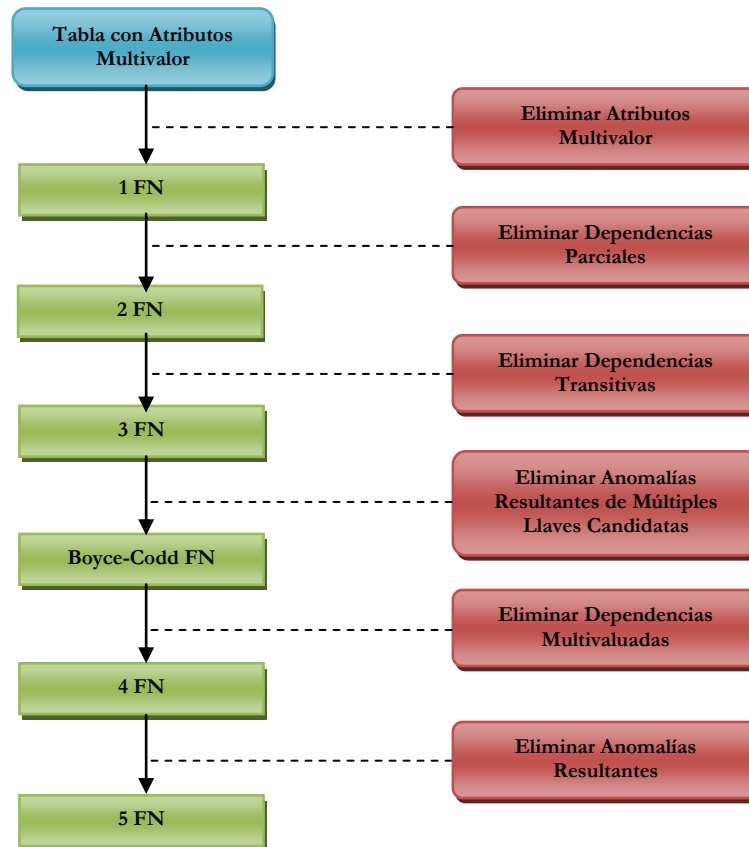 Tabla con Atributos
Multivalor
Eliminar Atributos
Multivalor
1 FN
Eliminar Dependencias
Parciales
2 FN
Eliminar Dependencias
Transitivas
3 FN
Eliminar Anomalías
Resultantes de Múltiples
Llaves Candidatas
Boyce-Codd FN
Eliminar Dependencias
Multivaluadas
4 FN
Eliminar Anomalías
Resultantes
5 FN